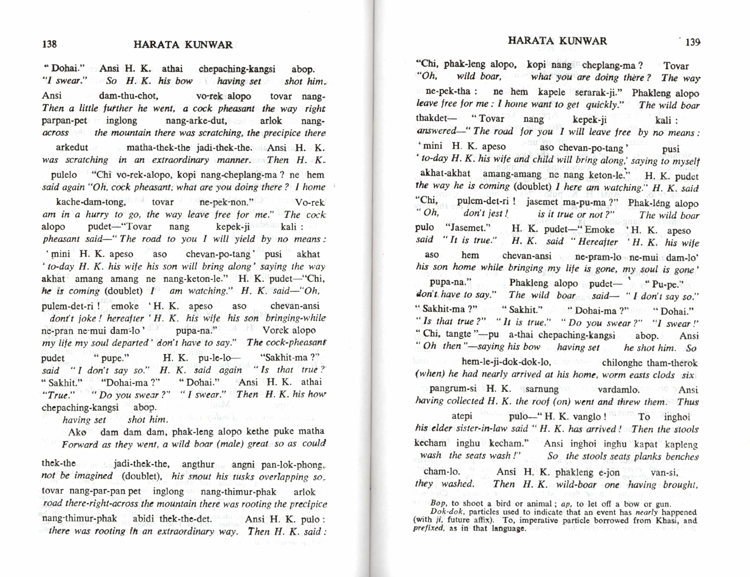 138 HARATA KUNWAR
" Dohai." Ansi H. K. athai chepaching-kangsi abop.
"I swear." So H. K. his bow having set shot him.
Ansi dam-thu-chot, vo-rek alopo tovar nang-
Then a little further he went, a cock pheasant the way right
parpan-pet inglong nang-arke-dut, arlok nang-
across the mountain there was scratching, the precipice there
arkedut matha-thek-the jadi-thek-the. Ansi H. K.
was scratching in an extraordinary manner. Then H. K.
pulelo "Chi vo-rek-alopo, kopi nang-cheplang-ma ? ne hem
said again "Oh, cock pheasant, what are you doing there ? I home
kache-dam-tong, tovar ne-pek-non." Vo-rek
am in a hurry to go, the way leave free for me." The cock
alopo pudet—"Tovar nang kepek-ji kali :
pheasant said—" The road to you I will yield by no means :
' mini H. K. apeso aso chevan-po-tang ' pusi akhat
' to-day H. K. his wife his son will bring along ' saying the way
akhat amang amang ne nang-keton-le." H. K. pudet—"Chi,
he is coming (doublet) I am watching." H. K. said—"Oh,
pulem-det-ri ! emoke ' H. K. apeso aso chevan-ansi
don't joke ! hereafter ' H. K. his wife his son bringing-while
ne-pran ne-mui dam-lo ' pupa-na." Vorek alopo
my life my soul departed ' don't have to say." The cock-pheasant
pudet " pupe." H. K. pu-le-lo— "Sakhit-ma ?"
said " I don't say so." H. K. said again " Is that true ?
" Sakhit." "Dohai-ma ?" " Dohai." Ansi H. K. athai
"True." " Do you swear ?" " I swear." Then H. K. his how
chepaching-kangsi abop.
having set shot him.
Ako dam dam dam, phak-leng alopo kethe puke matha
Forward as they went, a wild boar (male) great so as could
thek-the jadi-thek-the, angthur angni pan-lok-phong,
not be imagined (doublet), his snout his tusks overlapping so,
tovar nang-par-pan pet inglong nang-thimur-phak arlok
road there-right-across the mountain there was rooting the precipice
nang-thimur-phak abidi thek-the-det. Ansi H. K. pulo :
there was rooting in an extraordinary way. Then H. K. said :
HARATA KUNWAR 139
"Chi, phak-leng alopo, kopi nang cheplang-ma ? Tovar
"Oh, wild boar, what you are doing there ? The way
ne-pek-tha : ne hem kapele serarak-ji." Phakleng alopo
leave free for me : I home want to get quickly." The wild boar
thakdet— " Tovar nang kepek-ji kali :
answered—" The road for you I will leave free by no means :
' mini H. K. apeso aso chevan-po-tang ' pusi
' to-day H. K. his wife and child will bring along,' saying to myself
akhat-akhat amang-amang ne nang keton-le." H. K. pudet
the way he is coming (doublet) I here am watching." H. K. said
"Chi, pulem-det-ri ! jasemet ma-pu-ma ?" Phak-léng alopo
" Oh, don't jest ! is it true or not ?" The wild boar
pulo "Jasemet." H. K. pudet—" Emoke ' H. K. apeso
said " It is true." H. K. said " Hereafter ' H. K. his wife
aso hem chevan-ansi ne-pram-lo ne-mui dam-lo'
his son home while bringing my life is gone, my soul is gone '
pupa-na." Phakleng alopo pudet— " Pu-pe."
don't have to say." The wild boar said— " I don't say so."
" Sakhit-ma ?" " Sakhit." " Dohai-ma ?" " Dohai."
" Is that true ?" " It is true." " Do you swear ?" " I swear !"
" Chi, tangte "—pu a-thai chepaching-kangsi abop. Ansi
" Oh then "—saying his bow having set he shot him. So
hem-le-ji-dok-dok-lo, chilonghe tham-therok
(when) he had nearly arrived at his home, worm easts clods six
pangrum-si H. K. sarnung vardamlo. Ansi
having collected H. K. the roof (on) went and threw them. Thus
atepi pulo—" H. K. vanglo ! To inghoi
his elder sister-in-law said " H. K. has arrived ! Then the stools
kecham inghu kecham." Ansi inghoi inghu kapat kapleng
wash the seats wash !" So the stools seats planks benches
cham-lo. Ansi H. K. phakleng e-jon van-si,
they washed. Then H. K. wild-boar one having brought,
Bop, to shoot a bird or animal ; ap, to let off a bow or gun.
Dok-dok, particles used to indicate that an event has nearly happened
(with ji, future affix). To, imperative particle borrowed from Khasi, and
prefixed, as in that language.